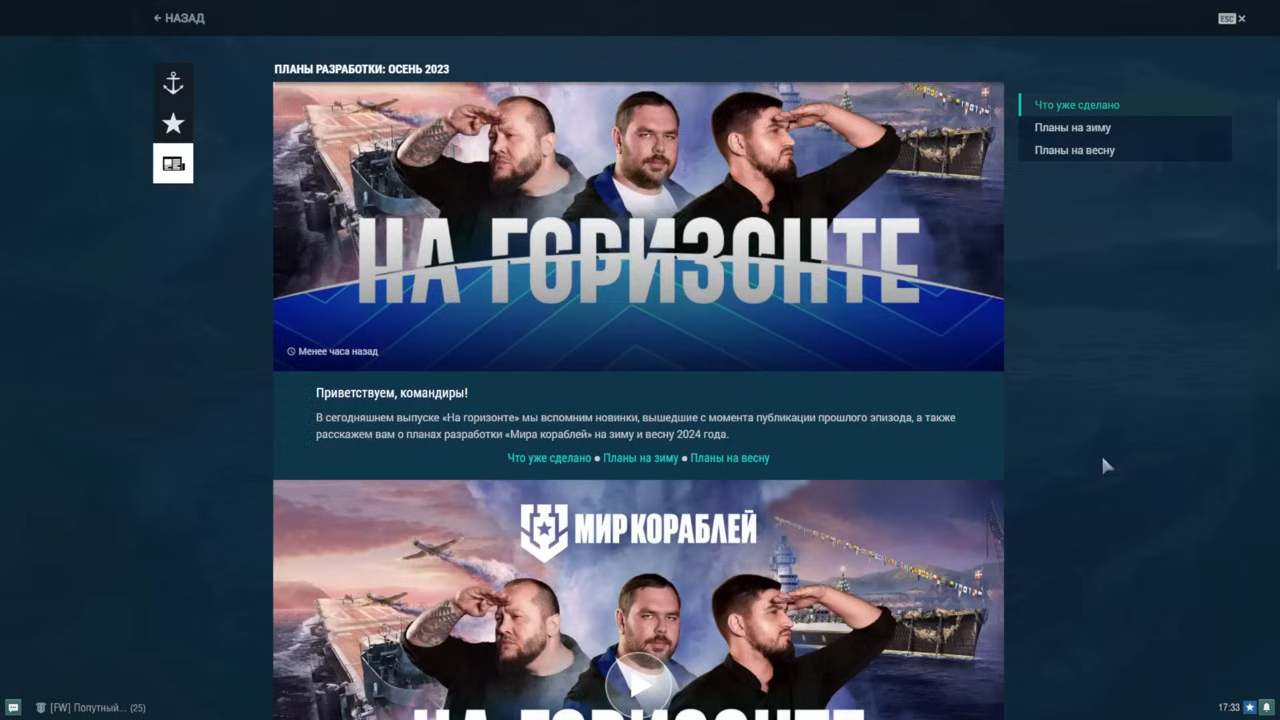 НАЗАД
ESC
ПЛАНЫ РАЗРАБОТКИ: ОСЕНЬ 2023
Что уже сделано
Планы на зиму
Планы на весну
НА ГОРИЗОНТЕ
Менее часа назад
Приветствуем, командиры!
В сегодняшнем выпуске «На горизонте» мы вспомним новинки, вышедшие с момента публикации прошлого эпизода, а также
расскажем вам о планах разработки «Мира кораблей» на зиму и весну 2024 года.
Что уже сделано ● Планы на зиму ● Планы на весну
МИР КОРАБЛЕЙ
НА ГОРИЗОНТЕ
[FW] Попутный... (25)
17:33